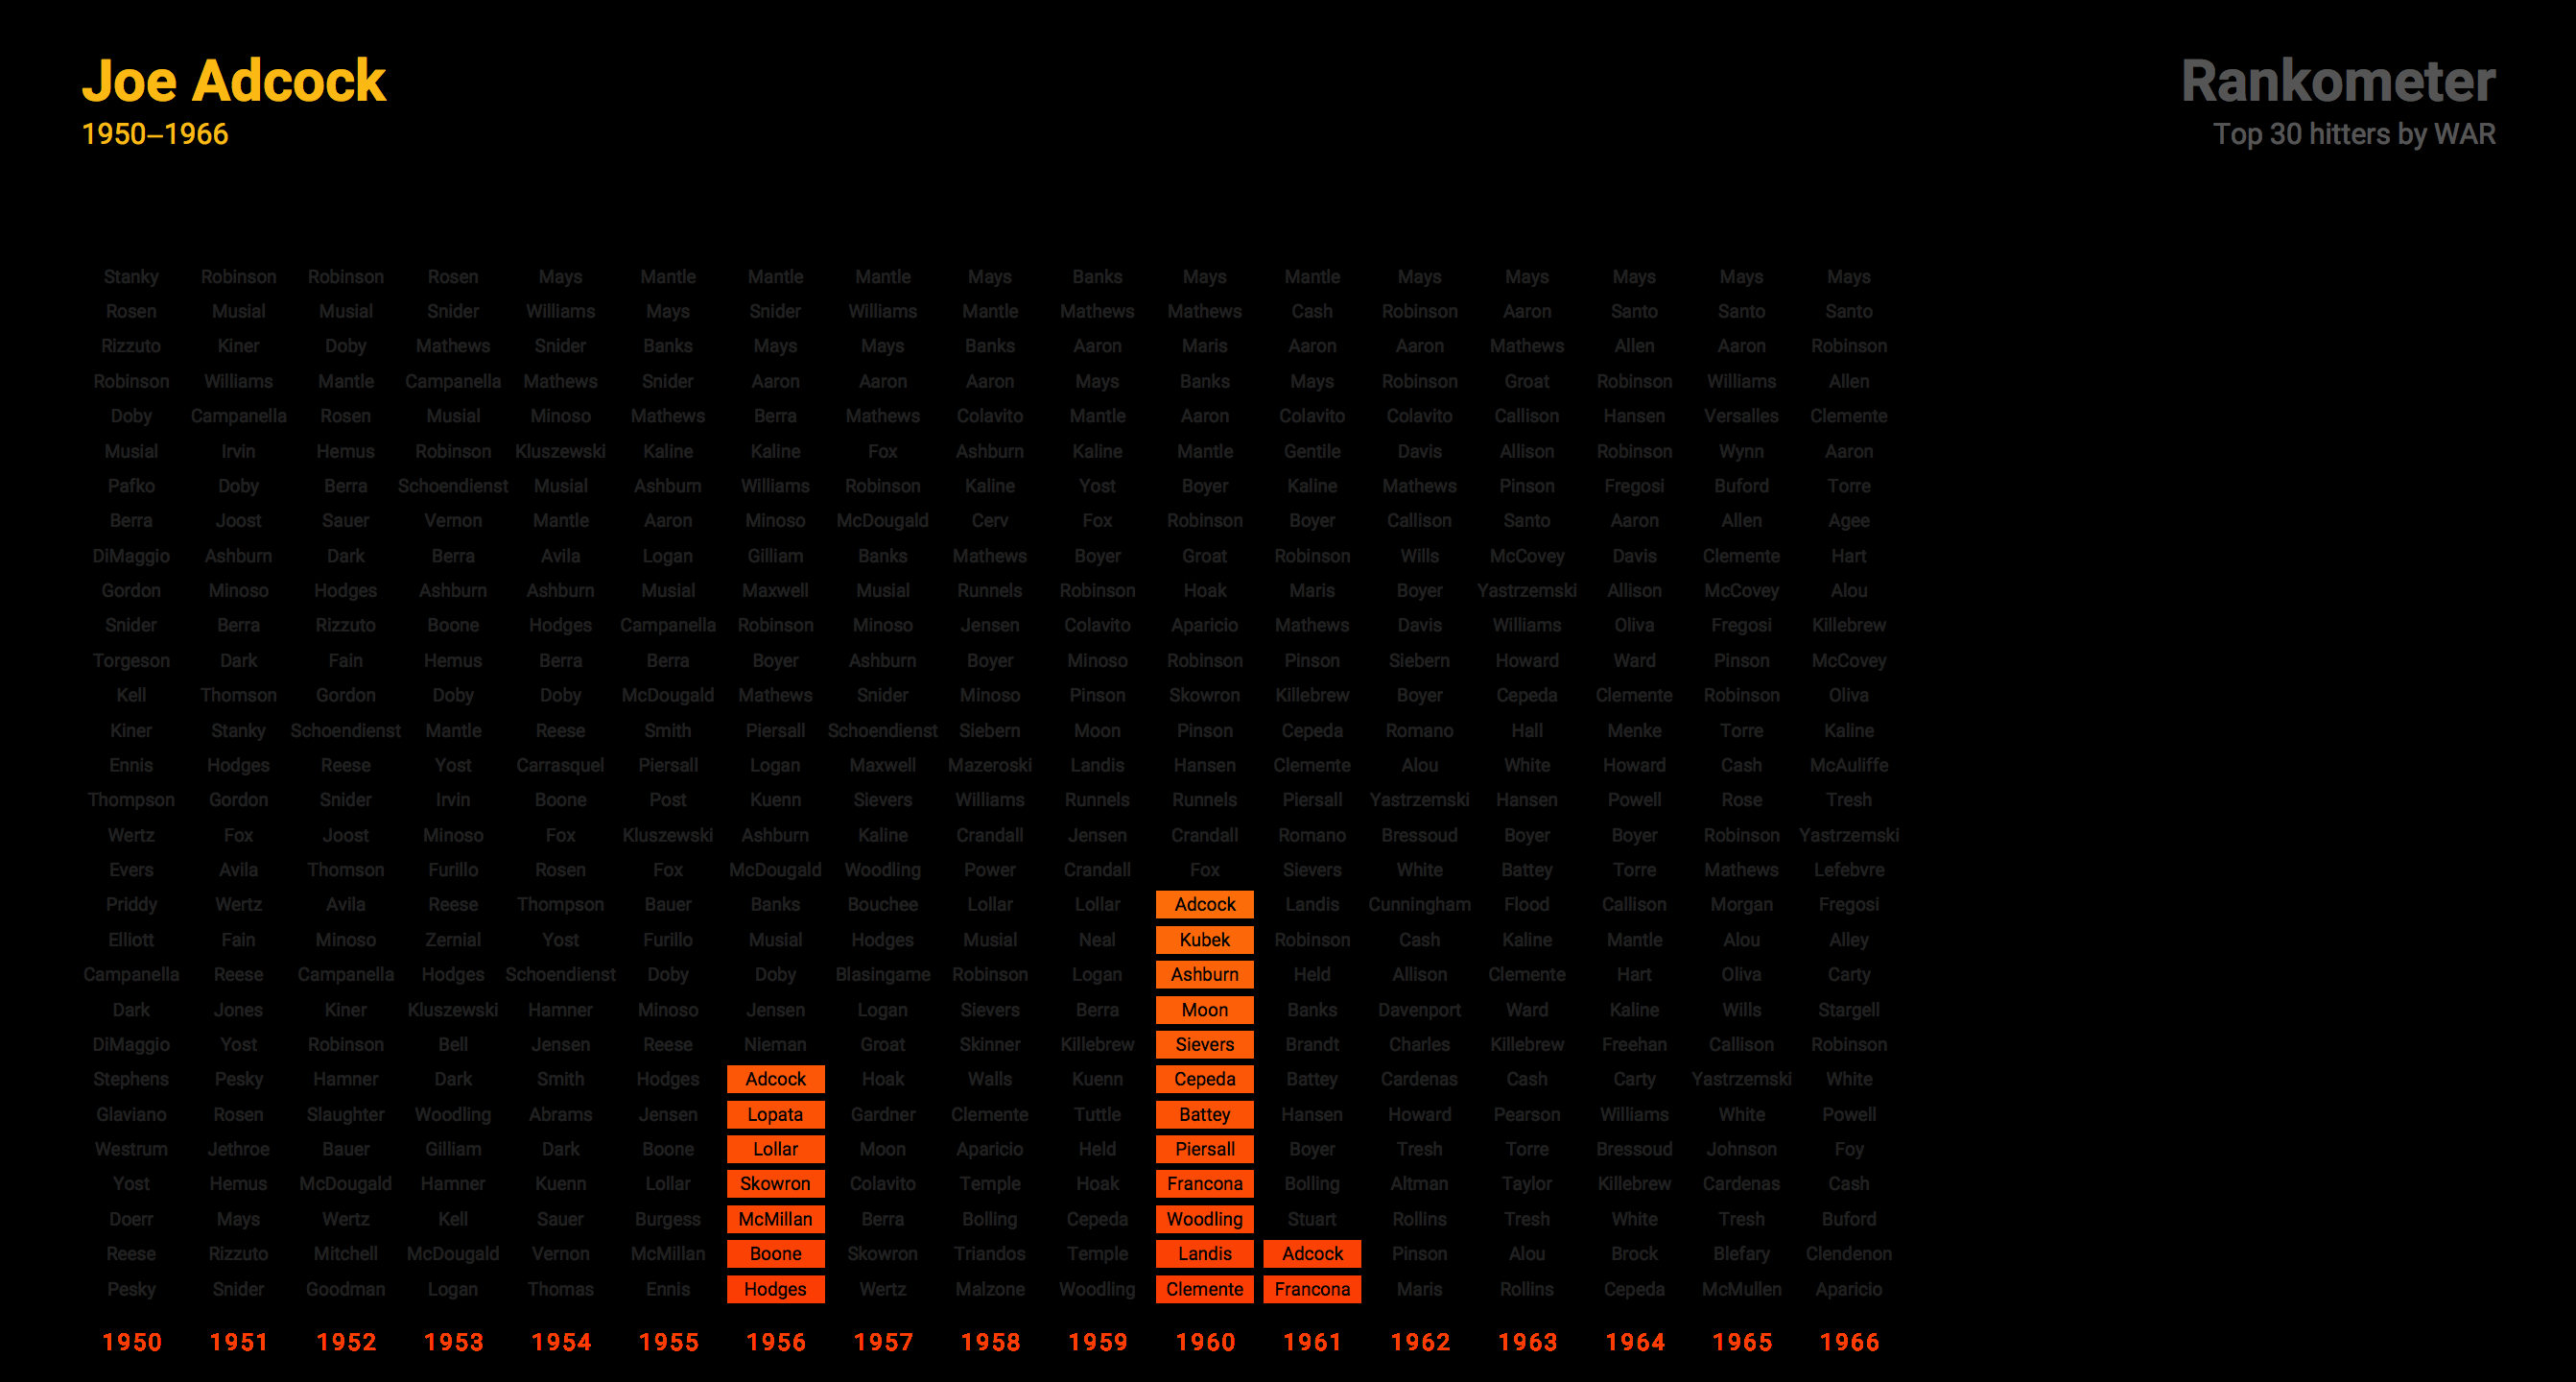 Joe Adcock Rankometer
1950–1966 Top 30 hitters by WAR
Stanky Robinson Robinson Rosen Mays Mantle Mantle Mantle Mays Banks Mays Mantle Mays Mays Mays Mays Mays
Rosen Musial Musial Snider Williams Mays Snider Williams Mantle Mathews Mathews Cash Robinson Aaron Santo Santo Santo
Rizzuto Kiner Doby Mathews Snider Banks Mays Mays Banks Aaron Maris Aaron Aaron Mathews Allen Aaron Robinson
Robinson Williams Mantle Campanella Mathews Snider Aaron Aaron Aaron Mays Banks Mays Robinson Groat Robinson Williams Allen
Doby Campanella Rosen Musial Minoso Mathews Berra Mathews Colavito Mantle Aaron Colavito Colavito Callison Hansen Versalles Clemente
Musial Irvin Hemus Robinson Kluszewski Kaline Kaline Fox Ashburn Kaline Mantle Gentile Davis Allison Robinson Wynn Aaron
Pafko Doby Berra Schoendienst Musial Ashburn Williams Robinson Kaline Yost Boyer Kaline Mathews Pinson Fregosi Buford Torre
Berra Joost Sauer Vernon Mantle Aaron Minoso McDougald Cerv Fox Robinson Boyer Callison Santo Aaron Allen Agee
DiMaggio Ashburn Dark Berra Avila Logan Gilliam Banks Mathews Boyer Groat Robinson Wills McCovey Davis Clemente Hart
Gordon Minoso Hodges Ashburn Ashburn Musial Maxwell Musial Runnels Robinson Hoak Maris Boyer Yastrzemski Allison McCovey Alou
Snider Berra Rizzuto Boone Hodges Campanella Robinson Minoso Jensen Colavito Aparicio Mathews Davis Williams Oliva Fregosi Killebrew
Torgeson Dark Fain Hemus Berra Berra Boyer Ashburn Boyer Minoso Robinson Pinson Siebern Howard Ward Pinson McCovey
Kell Thomson Gordon Doby Doby McDougald Mathews Snider Minoso Pinson Skowron Killebrew Boyer Cepeda Clemente Robinson Oliva
Kiner Stanky Schoendienst Mantle Reese Smith Piersall Schoendienst Siebern Moon Pinson Cepeda Romano Hall Menke Torre Kaline
Ennis Hodges Reese Yost Carrasquel Piersall Logan Maxwell Mazeroski Landis Hansen Clemente Alou White Howard Cash McAuliffe
Thompson Gordon Snider Irvin Boone Post Kuenn Sievers Williams Runnels Runnels Piersall Yastrzemski Hansen Powell Rose Tresh
Wertz Fox Joost Minoso Fox Kluszewski Ashburn Kaline Crandall Jensen Crandall Romano Bressoud Boyer Boyer Robinson Yastrzemski
Evers Avila Thomson Furillo Rosen Fox McDougald Woodling Power Crandall Fox Sievers White Battey Torre Mathews Lefebvre
Priddy Wertz Avila Reese Thompson Bauer Banks Bouchee Lollar Lollar Adcock Landis Cunningham Flood Callison Morgan Fregosi
Elliott Fain Minoso Zernial Yost Furillo Musial Hodges Musial Neal Kubek Robinson Cash Kaline Mantle Alou Alley
Campanella Reese Campanella Hodges Schoendienst Doby Doby Blasingame Robinson Logan Ashburn Held Allison Clemente Hart Oliva Carty
Dark Jones Kiner Kluszewski Hamner Minoso Jensen Logan Sievers Berra Moon Banks Davenport Ward Kaline Wills Stargell
DiMaggio Yost Robinson Bell Jensen Reese Nieman Groat Skinner Killebrew Sievers Brandt Charles Killebrew Freehan Callison Robinson
Stephens Pesky Hamner Dark Smith Hodges Adcock Hoak Walls Kuenn Cepeda Battey Cardenas Cash Carty Yastrzemski White
Glaviano Rosen Slaughter Woodling Abrams Jensen Lopata Gardner Clemente Tuttle Battey Hansen Howard Pearson Williams White Powell
Westrum Jethroe Bauer Gilliam Dark Boone Lollar Moon Aparicio Held Piersall Boyer Tresh Torre Bressoud Johnson Foy
Yost Hemus McDougald Hamner Kuenn Lollar Skowron Colavito Temple Hoak Francona Bolling Altman Taylor Killebrew Cardenas Cash
Doerr Mays Wertz Kell Sauer Burgess McMillan Berra Bolling Cepeda Woodling Stuart Rollins Tresh White Tresh Buford
Reese Rizzuto Mitchell McDougald Vernon McMillan Boone Skowron Triandos Temple Landis Adcock Pinson Alou Brock Blefary Clendenon
Pesky Snider Goodman Logan Thomas Ennis Hodges Wertz Malzone Woodling Clemente Francona Maris Rollins Cepeda McMullen Aparicio
1950 1951 1952 1953 1954 1955 1956 1957 1958 1959 1960 1961 1962 1963 1964 1965 1966